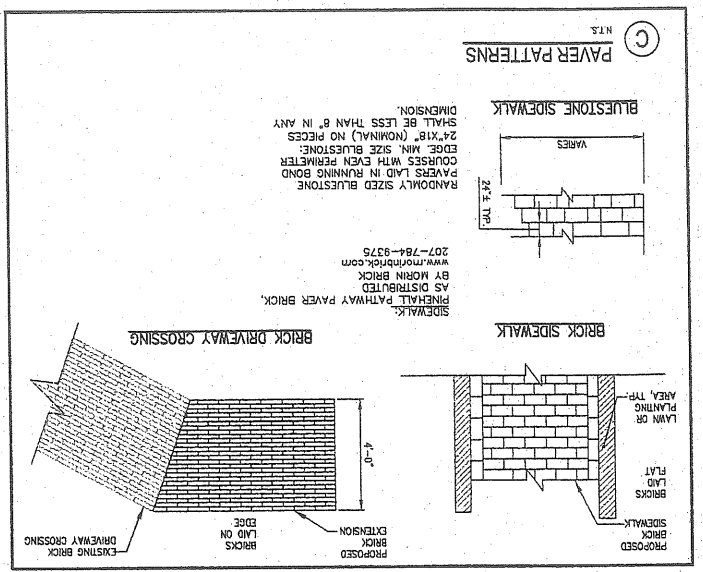 PROPOSED
BRICK
SIDEWALK
BRICKS
LAID
FLAT
LAWN OR
PLANTING
AREA, TYP.
BRICK SIDEWALK
PROPOSED
BRICK
EXTENSION
BRICKS
LAID ON
EDGE
EXISTING BRICK
DRIVEWAY CROSSING
4'-0"
BRICK DRIVEWAY CROSSING
SIDEWALK:
PINEHALL PATHWAY PAVER BRICK,
AS DISTRIBUTED
BY MORIN BRICK
www.morinbrick.com
207-784-9375
24"± TYP.
VARIES
BLUESTONE SIDEWALK
RANDOMLY SIZED BLUESTONE
PAVERS LAID IN RUNNING BOND
COURSES WITH EVEN PERIMETER
EDGE. MIN. SIZE BLUESTONE:
24"X18" (NOMINAL) NO PIECES
SHALL BE LESS THAN 8" IN ANY
DIMENSION.
C
PAVER PATTERNS
N.T.S.